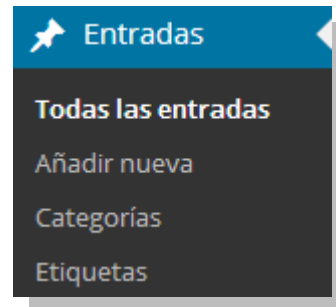 Entradas
Todas las entradas
Añadir nueva
Categorías
Etiquetas